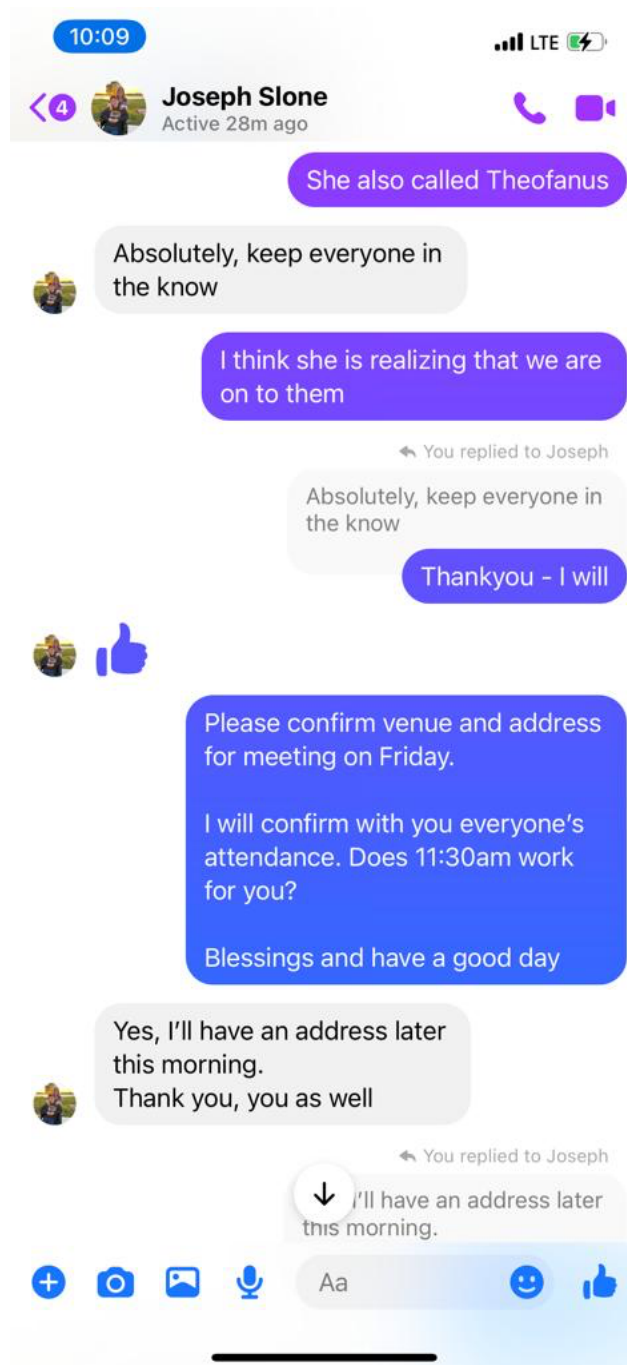 10:09
LTE
4
Joseph Slone
Active 28m ago
She also called Theofanus
Absolutely, keep everyone in
the know
I think she is realizing that we are
on to them
You replied to Joseph
Absolutely, keep everyone in
the know
Thankyou - I will
Please confirm venue and address
for meeting on Friday.
I will confirm with you everyone's
attendance. Does 11:30am work
for you?
Blessings and have a good day
Yes, I'll have an address later
this morning.
Thank you, you as well
You replied to Joseph
'll have an address later
this morning.
Aa